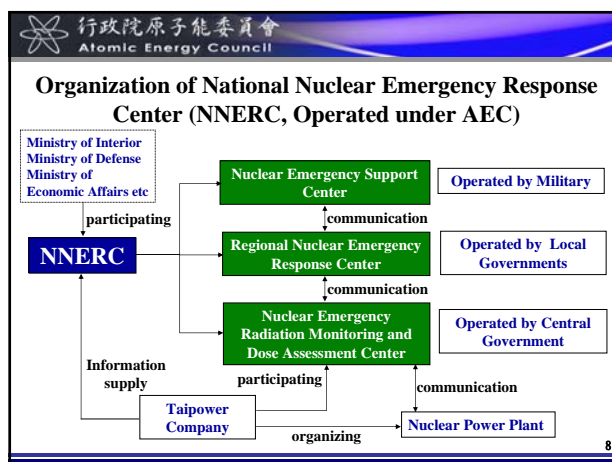 行政院原子能委員會
Atomic Energy Council
Organization of National Nuclear Emergency Response
Center (NNERC, Operated under AEC)
Ministry of Interior
Ministry of Defense
Ministry of
Economic Affairs etc
participating
NNERC
Nuclear Emergency Support
Center
Operated by Military
communication
Regional Nuclear Emergency
Response Center
Operated by Local
Governments
communication
Nuclear Emergency
Radiation Monitoring and
Dose Assessment Center
Operated by Central
Government
Information
supply
participating
communication
Taipower
Company
organizing
Nuclear Power Plant
8